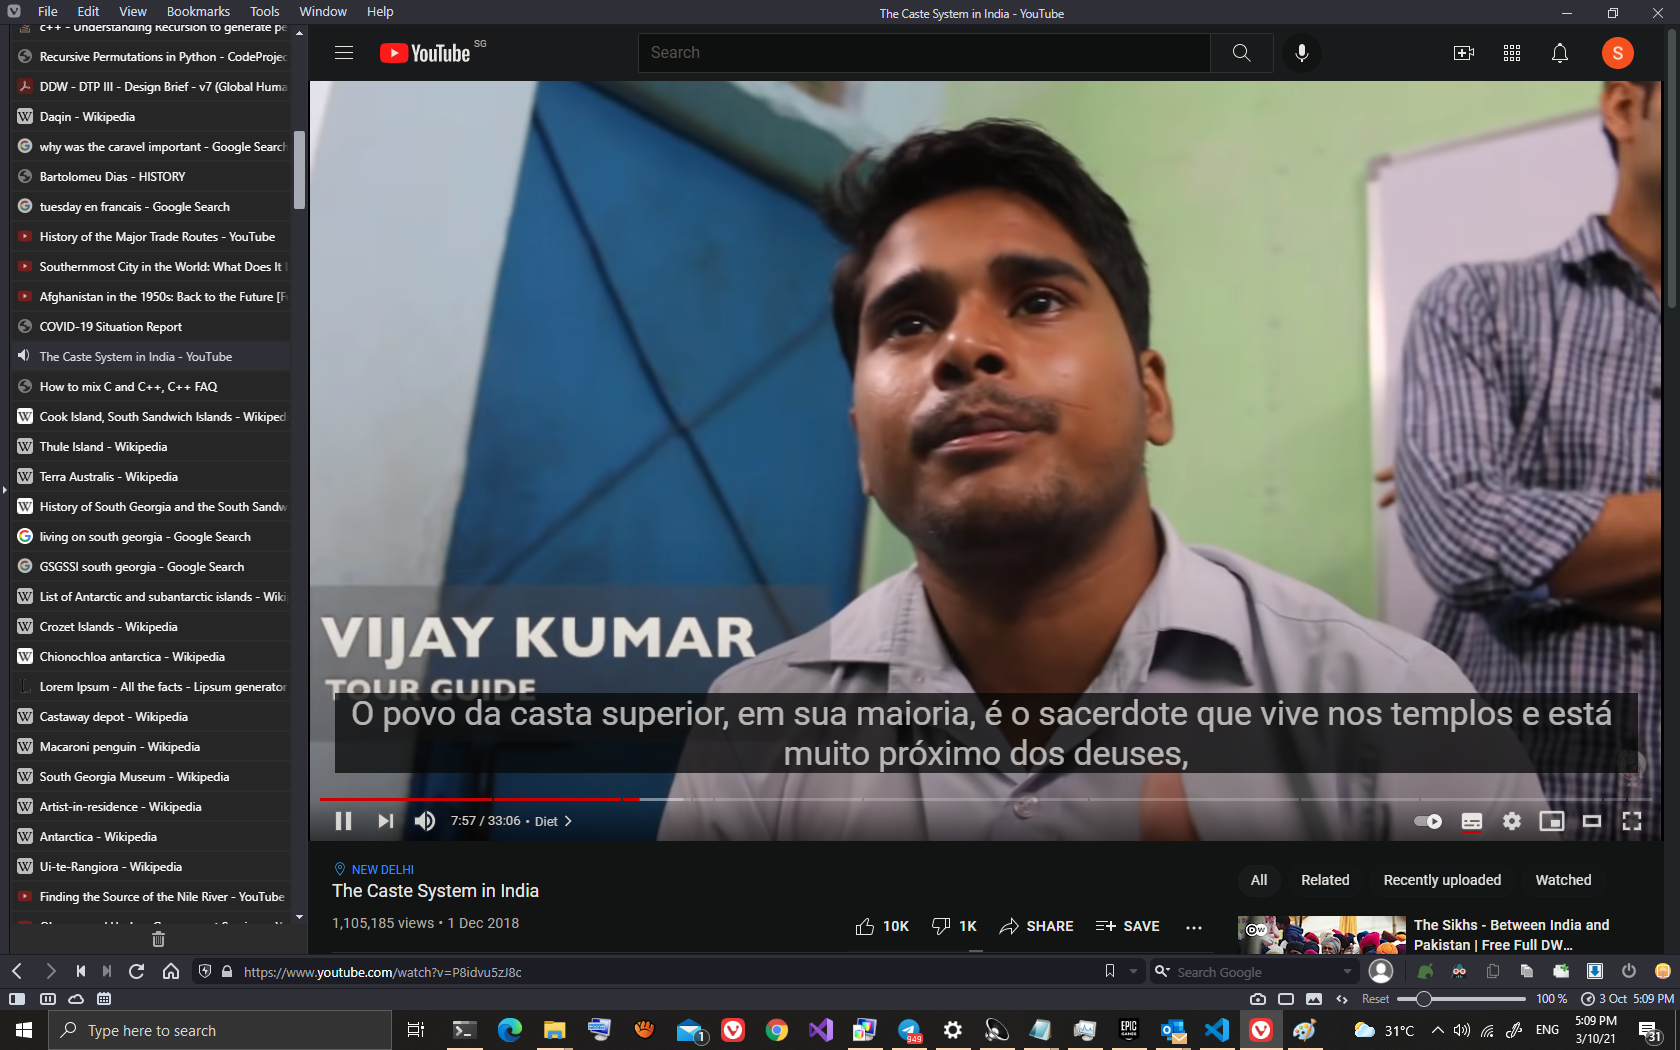 File Edit View Bookmarks Tools Window Help
The Caste System in India - YouTube
c++ - Understanding Recursion to generate pe
Recursive Permutations in Python - CodeProjec
DDW - DTP III - Design Brief - v7 (Global Huma
Daqin - Wikipedia
why was the caravel important - Google Search
Bartolomeu Dias - HISTORY
tuesday en francais - Google Search
History of the Major Trade Routes - YouTube
Southernmost City in the World: What Does It
Afghanistan in the 1950s: Back to the Future [F
COVID-19 Situation Report
The Caste System in India - YouTube
How to mix C and C++, C++ FAQ
Cook Island, South Sandwich Islands - Wikiped
Thule Island - Wikipedia
Terra Australis - Wikipedia
History of South Georgia and the South Sandw
living on south georgia - Google Search
GSGSSI south georgia - Google Search
List of Antarctic and subantarctic islands - Wiki
Crozet Islands - Wikipedia
Chionochloa antarctica - Wikipedia
Lorem Ipsum - All the facts - Lipsum generator
Castaway depot - Wikipedia
Macaroni penguin - Wikipedia
South Georgia Museum - Wikipedia
Artist-in-residence - Wikipedia
Antarctica - Wikipedia
Ui-te-Rangiora - Wikipedia
Finding the Source of the Nile River - YouTube
YouTube SG
Search
S
VIJAY KUMAR
TOUR GUIDE
O povo da casta superior, em sua maioria, é o sacerdote que vive nos templos e está
muito próximo dos deuses,
7:57 / 33:06 • Diet
NEW DELHI
The Caste System in India
1,105,185 views • 1 Dec 2018
10K 1K SHARE SAVE
All Related Recently uploaded Watched
DW
The Sikhs - Between India and
Pakistan | Free Full DW...
https://www.youtube.com/watch?v=P8idvu5zJ8c
Search Google
Reset 100 % 3 Oct 5:09 PM
Type here to search
1
949
EPIC
GAMES
31°C
ENG
5:09 PM
3/10/21
31